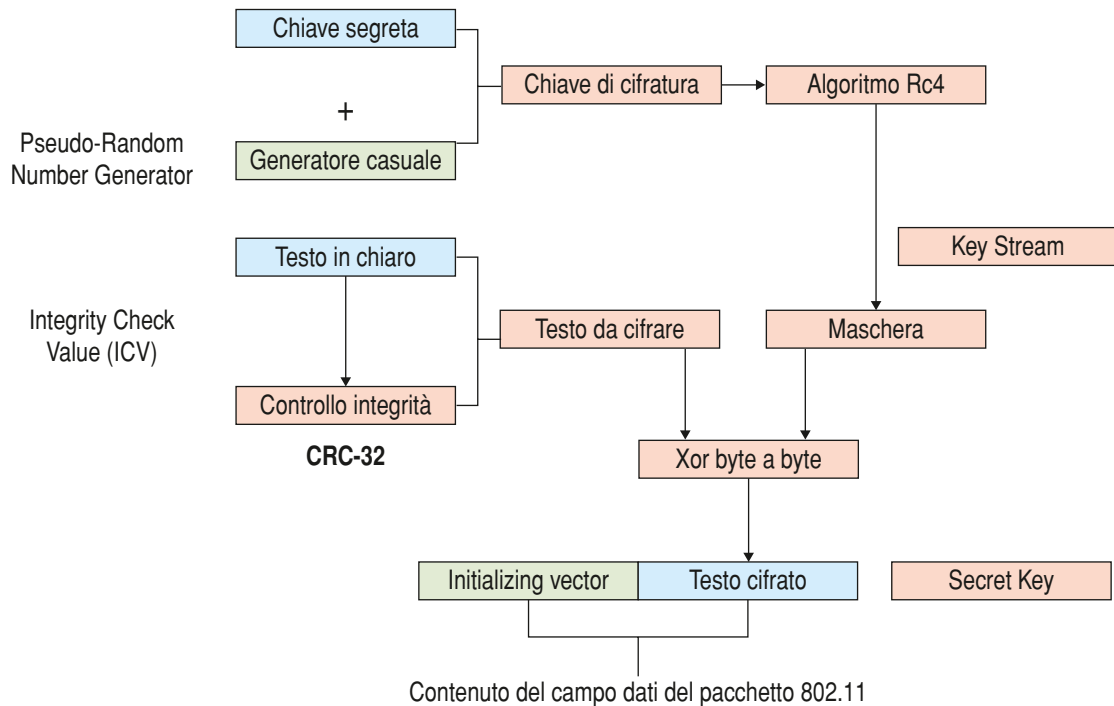 Chiave segreta
+
Pseudo-Random
Number Generator
Generatore casuale
Chiave di cifratura
Algoritmo Rc4
Testo in chiaro
Key Stream
Integrity Check
Value (ICV)
Testo da cifrare
Maschera
Controllo integrità
CRC-32
Xor byte a byte
Initializing vector
Testo cifrato
Secret Key
Contenuto del campo dati del pacchetto 802.11